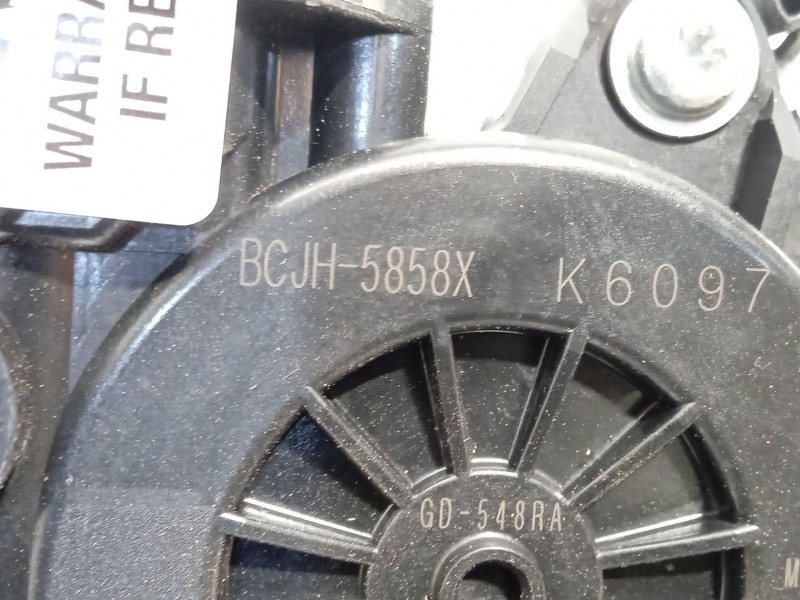 WARRA
IF RE
BCJH-5858X K6097
GD-548RA
M